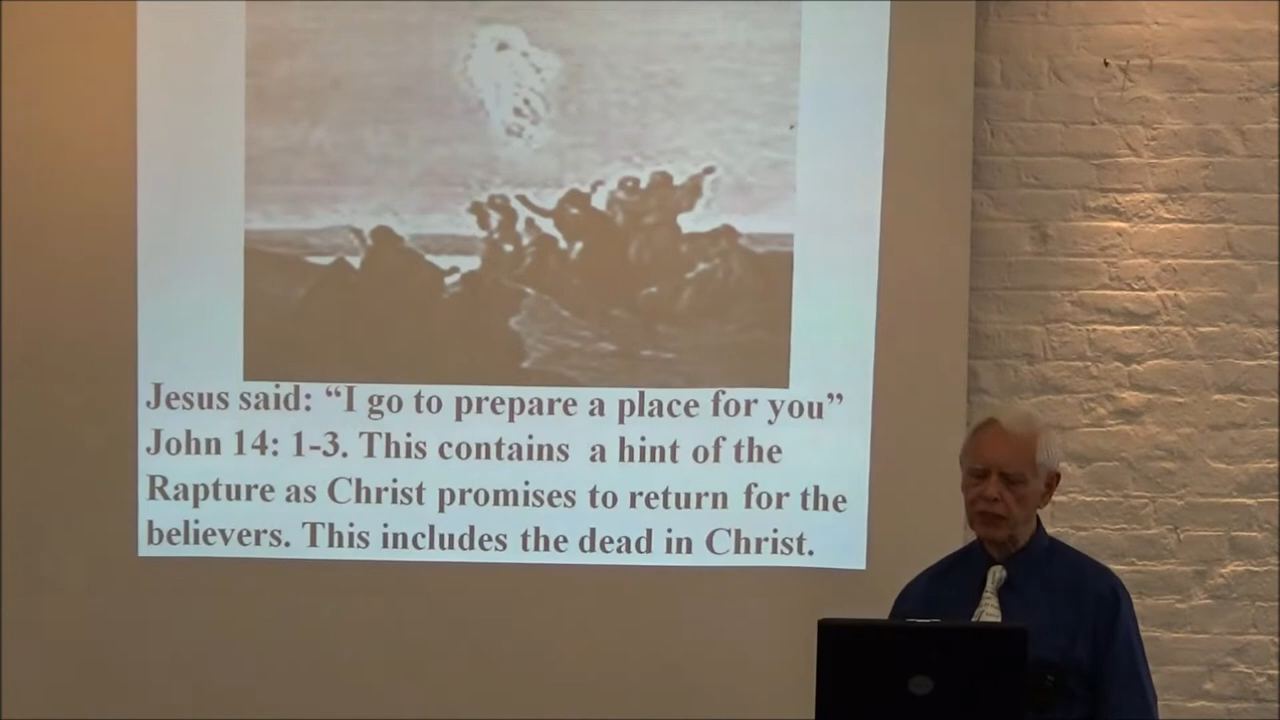 Jesus said: “I go to prepare a place for you”
John 14: 1-3. This contains  a hint of the
Rapture as Christ promises to return for the
believers. This includes the dead in Christ.